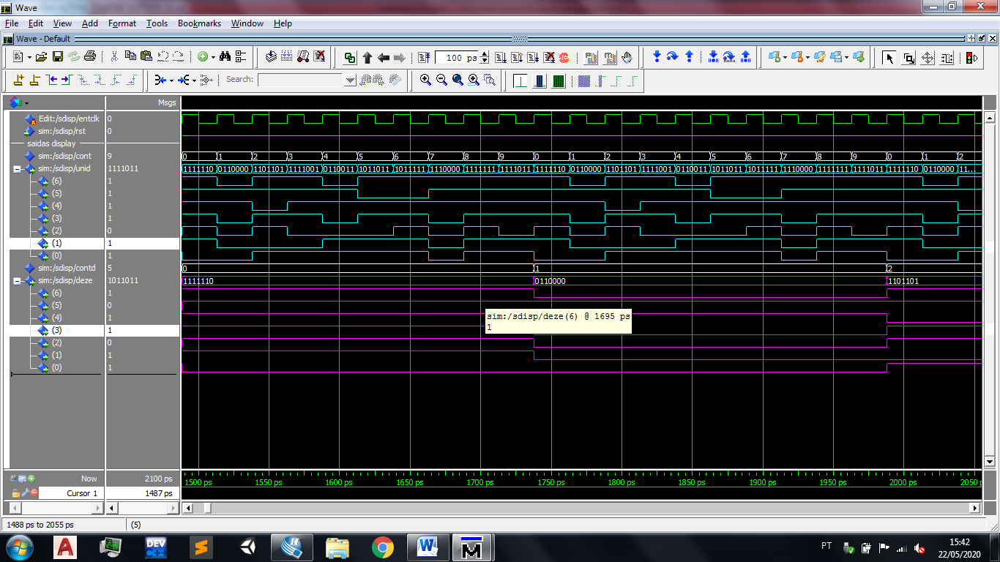 Wave
File Edit View Add Format Tools Bookmarks Window Help
Wave - Default
100 ps
Search:
Msgs
Edit:/sdisp/entclk 0
sim:/sdisp/rst 0
saidas display
sim:/sdisp/cont 9 0 1 2 3 4 5 6 7 8 9 0 1 2 3 4 5 6 7 8 9 0 1 2
sim:/sdisp/unid 1111011 1111110 0110000 1101101 1111001 0110011 1011011 1011111 1110000 1111111 1111011 1111110 0110000 1101101 1111001 0110011 1011011 1011111 1110000 1111111 1111011 1111110 0110000 11...
(6) 1
(5) 1
(4) 1
(3) 1
(2) 0
(1) 1
(0) 1
sim:/sdisp/contd 5 0 1 2
sim:/sdisp/deze 1011011 1111110 0110000 1101101
(6) 1
(5) 0
(4) 1
sim:/sdisp/deze(6) @ 1695 ps
1
(3) 1
(2) 0
(1) 1
(0) 1
Now 2100 ps
1500 ps 1550 ps 1600 ps 1650 ps 1700 ps 1750 ps 1800 ps 1850 ps 1900 ps 1950 ps 2000 ps 2050 ps
Cursor 1 1487 ps
1488 ps to 2055 ps (5)
DEV
C++
PT
15:42
22/05/2020